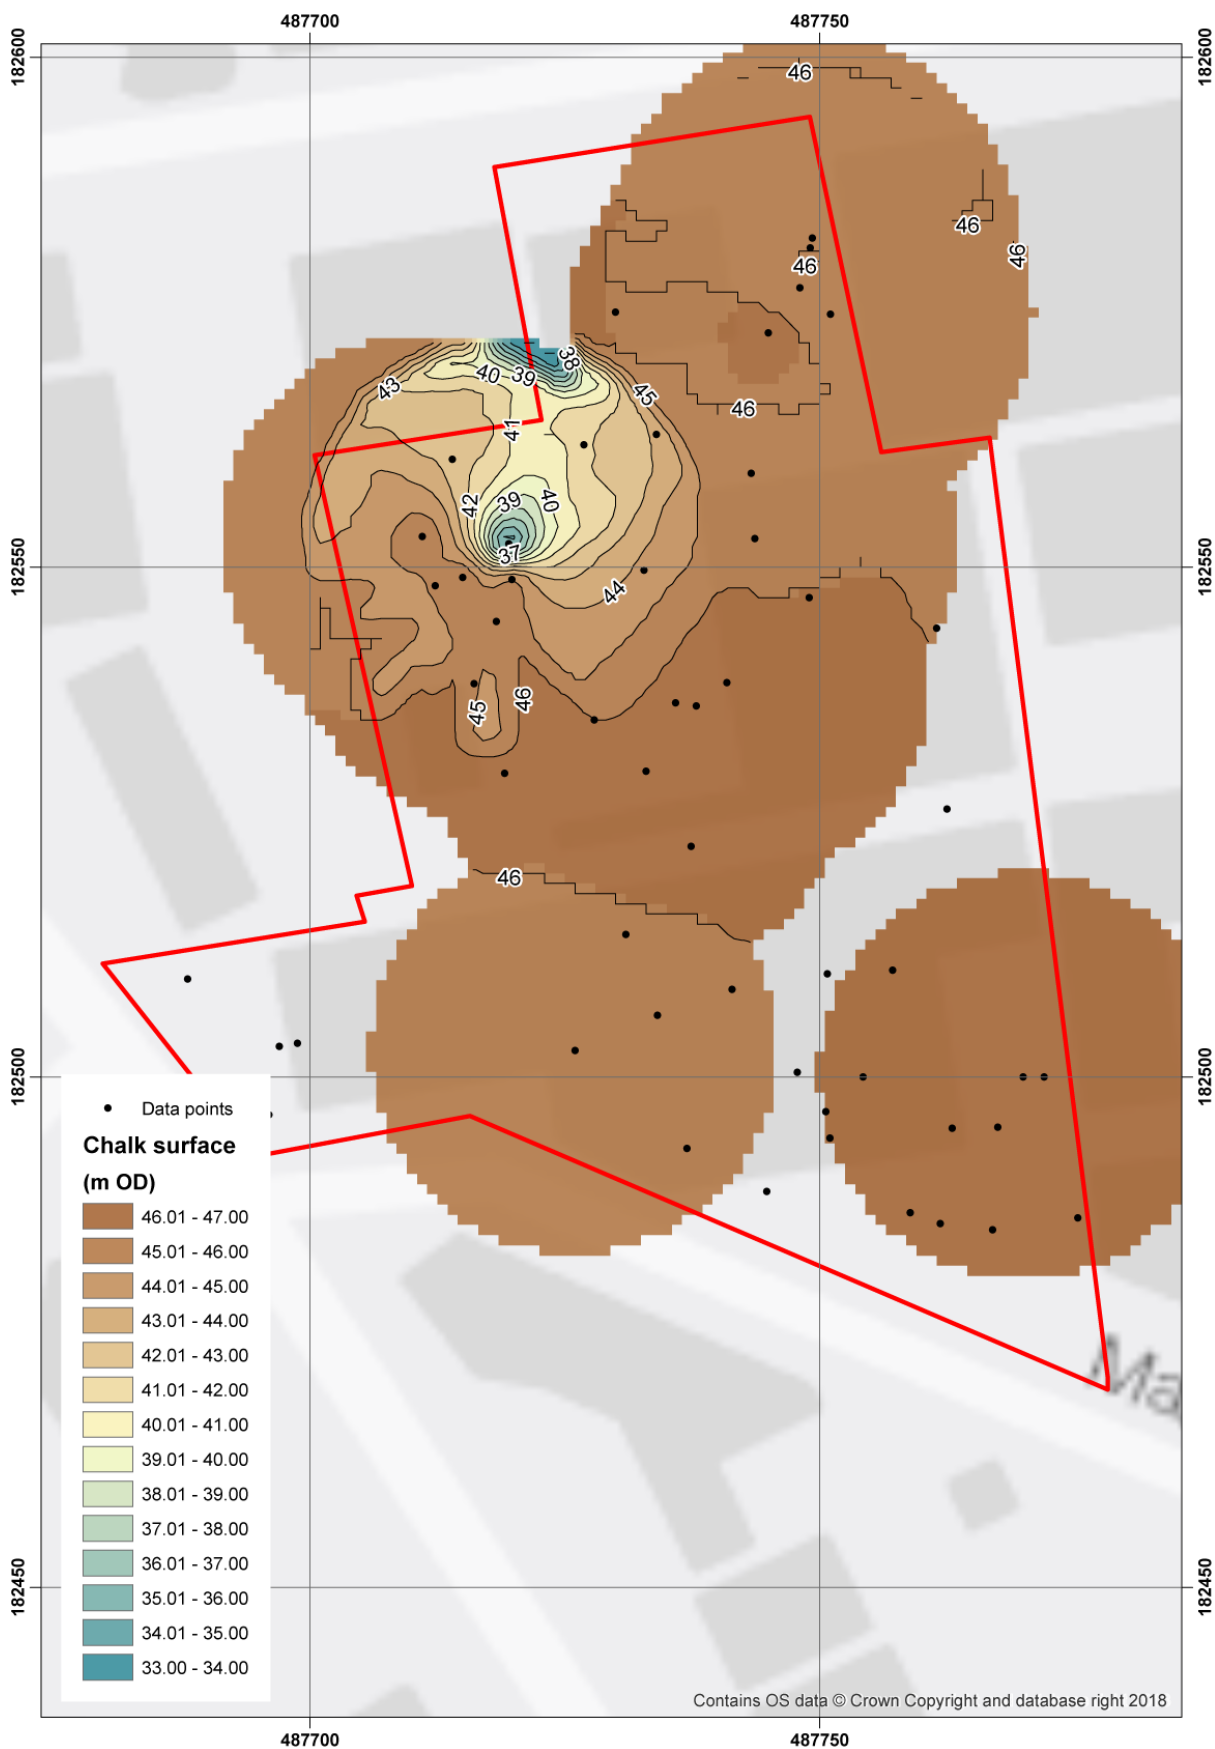 487700
487750
182600
182600
46
46
46
46
46
38
40
39
43
45
46
41
42
39
40
37
182550
182550
44
46
45
46
182500
182500
Data points
Chalk surface
(m OD)
46.01 - 47.00
45.01 - 46.00
44.01 - 45.00
43.01 - 44.00
42.01 - 43.00
41.01 - 42.00
40.01 - 41.00
39.01 - 40.00
38.01 - 39.00
37.01 - 38.00
36.01 - 37.00
35.01 - 36.00
34.01 - 35.00
33.00 - 34.00
Ma
182450
182450
Contains OS data © Crown Copyright and database right 2018
487700
487750